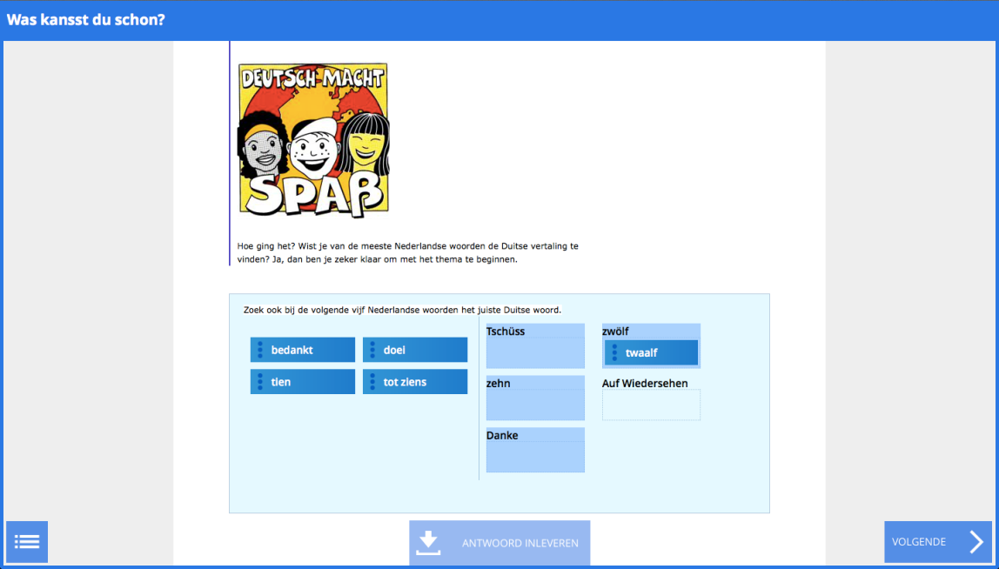 Was kansst du schon?
DEUTSCH MACHT
SPAß
Hoe ging het? Wist je van de meeste Nederlandse woorden de Duitse vertaling te
vinden? Ja, dan ben je zeker klaar om met het thema te beginnen.
Zoek ook bij de volgende vijf Nederlandse woorden het juiste Duitse woord.
bedankt
doei
tien
tot ziens
Tschüss
zwölf
twaalf
zehn
Auf Wiedersehen
Danke
ANTWOORD INLEVEREN
VOLGENDE